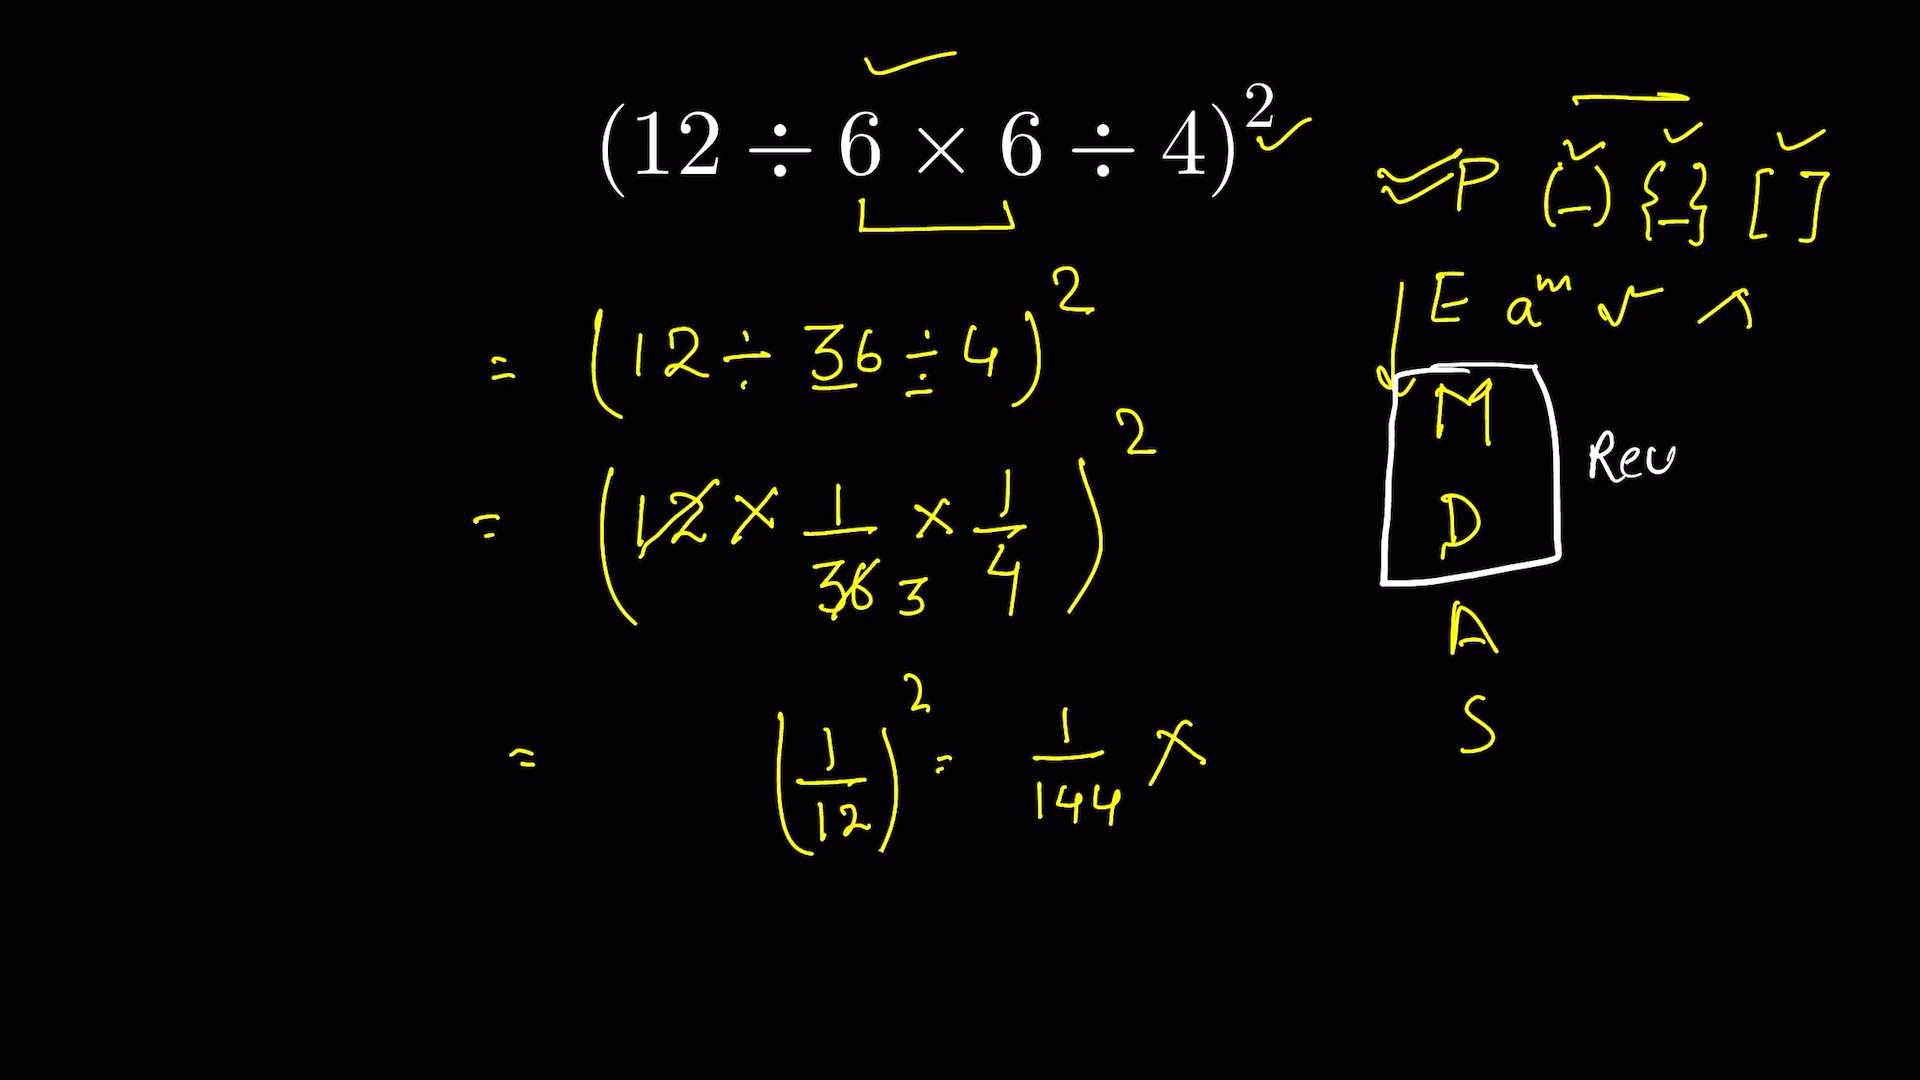 (12 ÷ 6 × 6 ÷ 4)²
= (12 ÷ 36 ÷ 4)²
= (12 × 1/36 3 × 1/4)²
= (1/12)² = 1/144 ×
P (_) {_} [ ]
E aᵐ √ ^
M
D
Rev
A
S